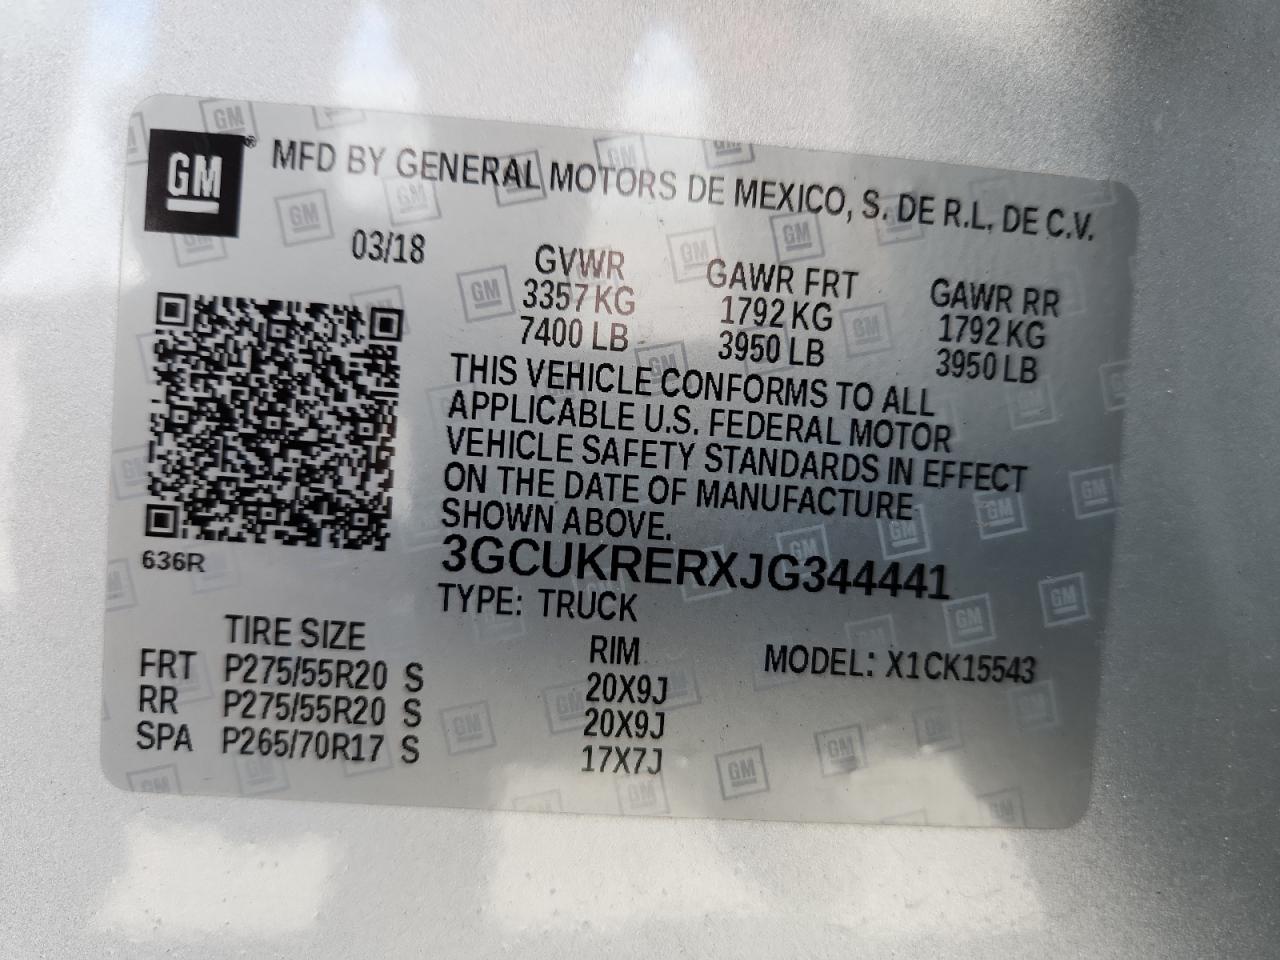 GM® MFD BY GENERAL MOTORS DE MEXICO, S. DE R.L. DE C.V.
03/18 GVWR GAWR FRT GAWR RR
3357 KG 1792 KG 1792 KG
7400 LB 3950 LB 3950 LB
THIS VEHICLE CONFORMS TO ALL
APPLICABLE U.S. FEDERAL MOTOR
VEHICLE SAFETY STANDARDS IN EFFECT
ON THE DATE OF MANUFACTURE
SHOWN ABOVE.
636R
3GCUKRERXJG344441
TYPE: TRUCK
TIRE SIZE RIM MODEL: X1CK15543
FRT P275/55R20 S 20X9J
RR P275/55R20 S 20X9J
SPA P265/70R17 S 17X7J